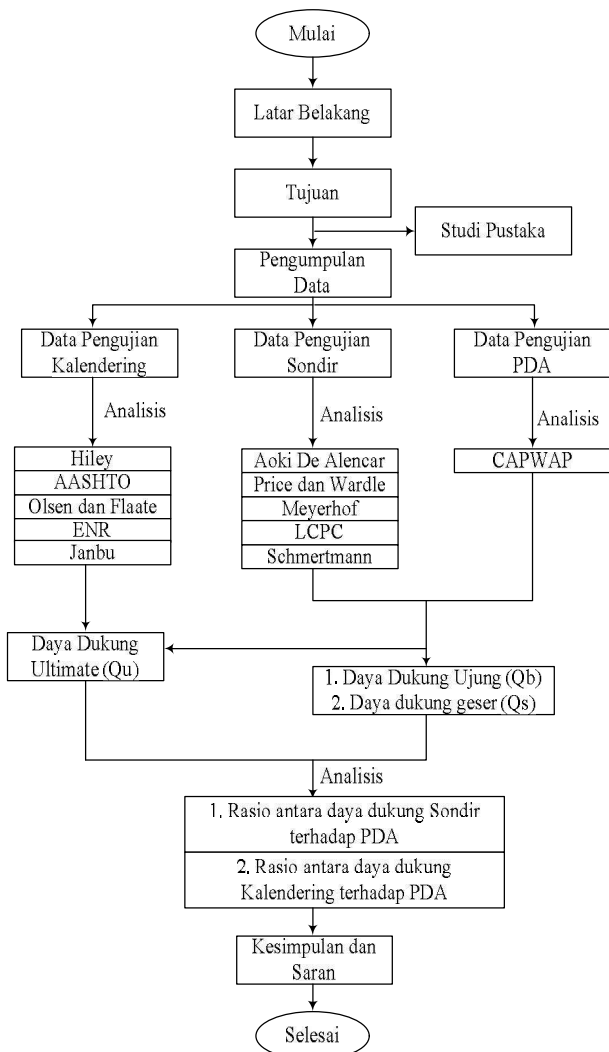 Mulai
Latar Belakang
Tujuan
Studi Pustaka
Pengumpulan
Data
Data Pengujian
Kalendering
Data Pengujian
Sondir
Data Pengujian
PDA
Analisis
Analisis
Analisis
Hiley
AASHTO
Olsen dan Flaate
ENR
Janbu
Aoki De Alencar
Price dan Wardle
Meyerhof
LCPC
Schmertmann
CAPWAP
Daya Dukung
Ultimate (Qu)
1. Daya Dukung Ujung (Qb)
2. Daya dukung geser (Qs)
Analisis
1. Rasio antara daya dukung Sondir
terhadap PDA
2. Rasio antara daya dukung
Kalendering terhadap PDA
Kesimpulan dan
Saran
Selesai